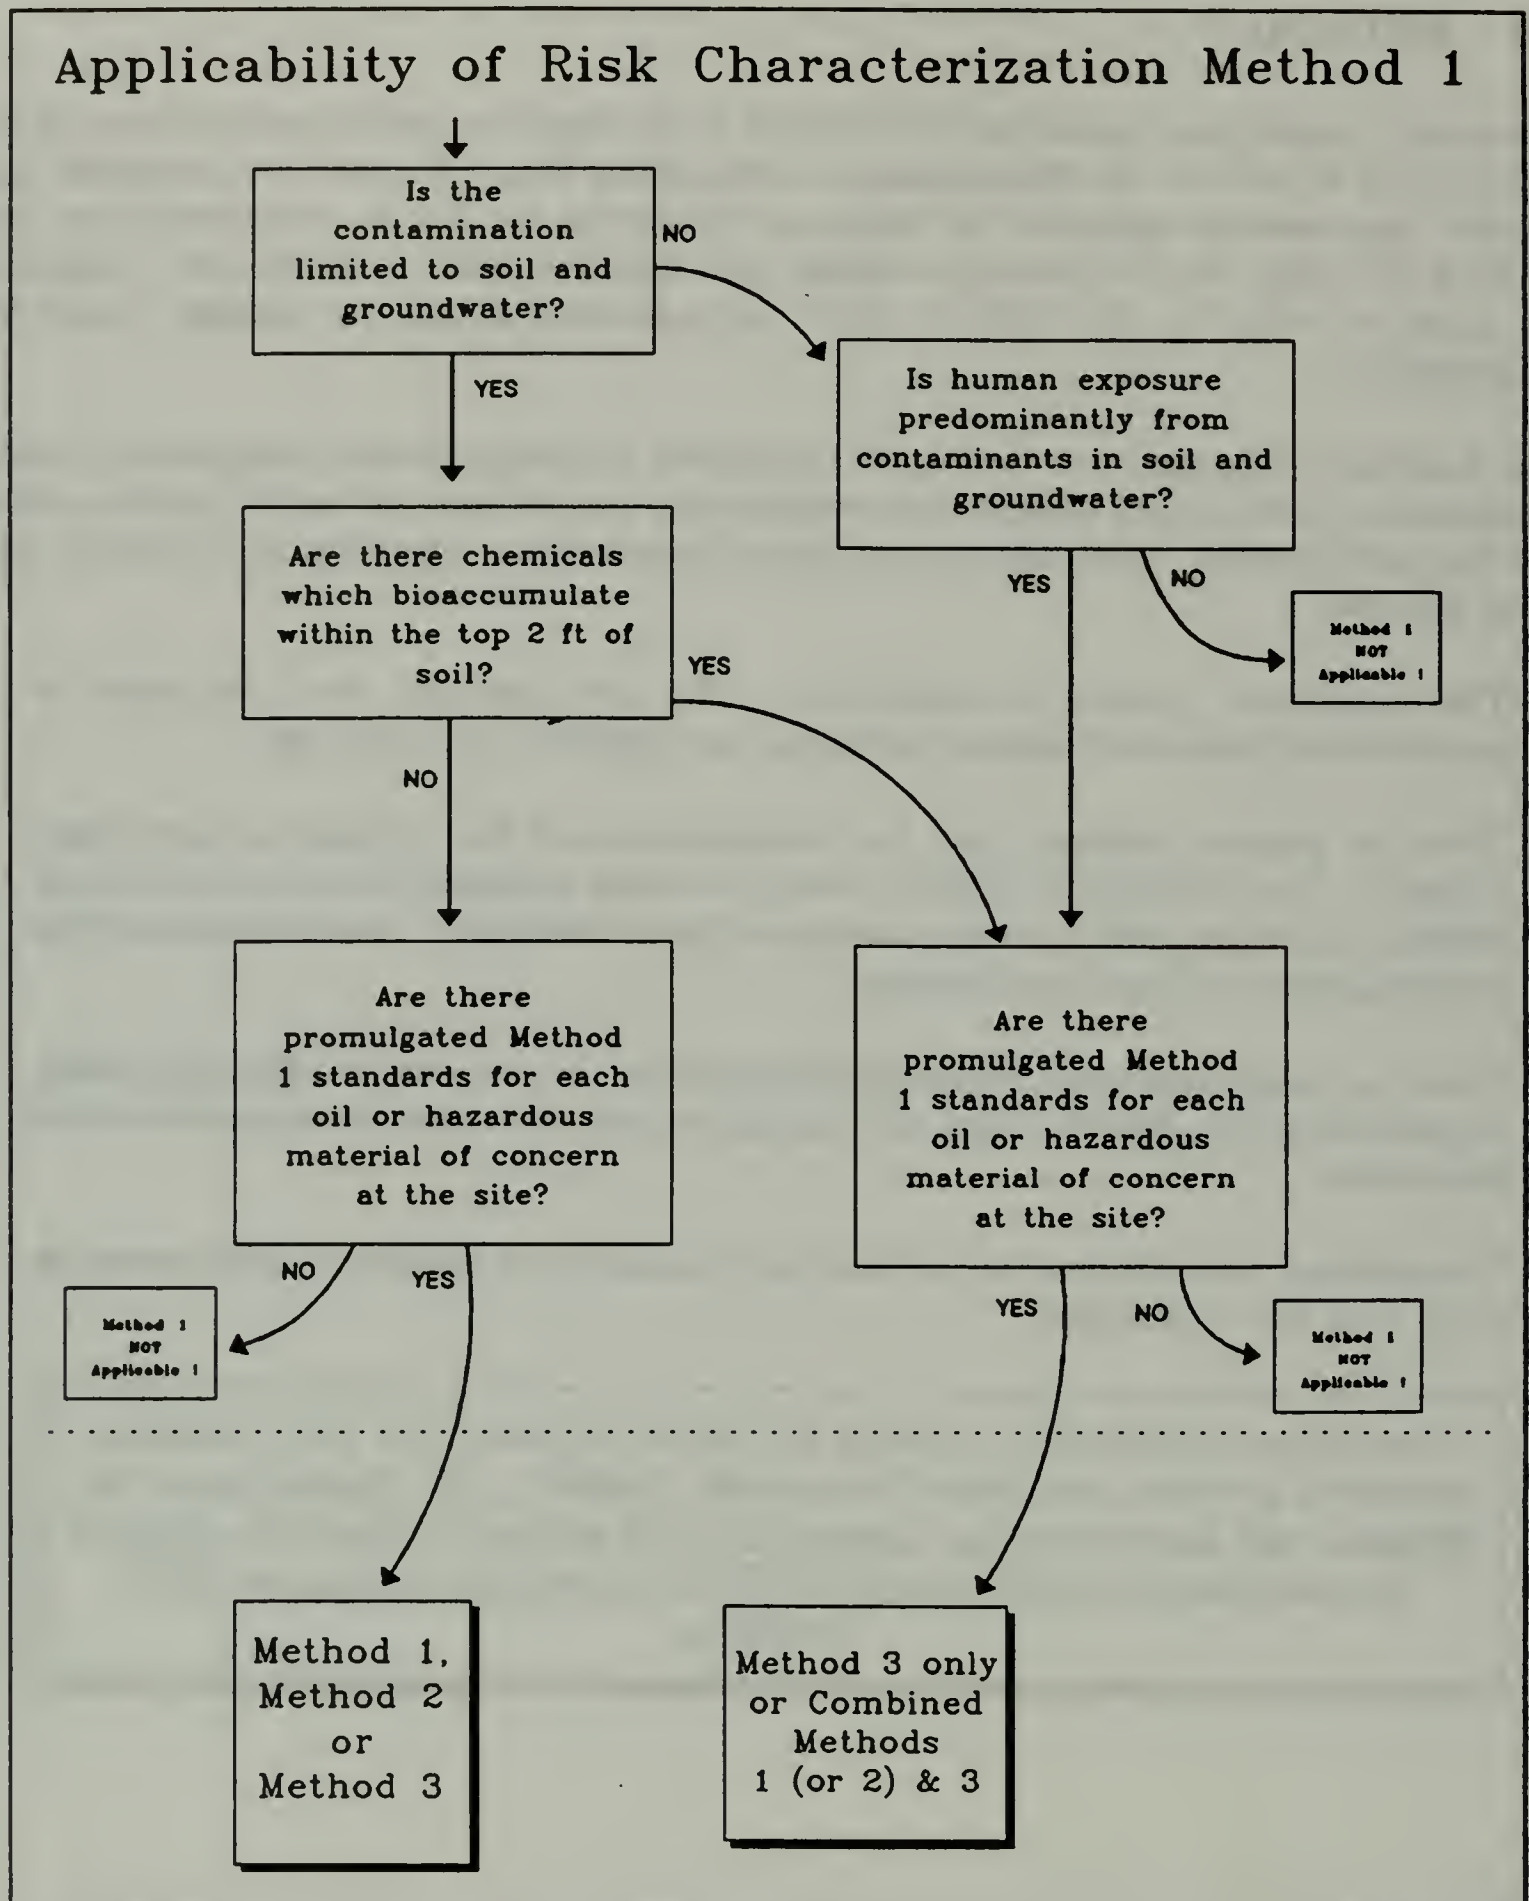 Applicability of Risk Characterization Method 1
Is the
contamination
limited to soil and
groundwater?
NO
YES
Is human exposure
predominantly from
contaminants in soil and
groundwater?
YES
NO
Method 1
NOT
Applicable !
Are there chemicals
which bioaccumulate
within the top 2 ft of
soil?
YES
NO
Are there
promulgated Method
1 standards for each
oil or hazardous
material of concern
at the site?
NO
YES
Method 1
NOT
Applicable !
Are there
promulgated Method
1 standards for each
oil or hazardous
material of concern
at the site?
YES
NO
Method 1
NOT
Applicable !
Method 1,
Method 2
or
Method 3
Method 3 only
or Combined
Methods
1 (or 2) & 3